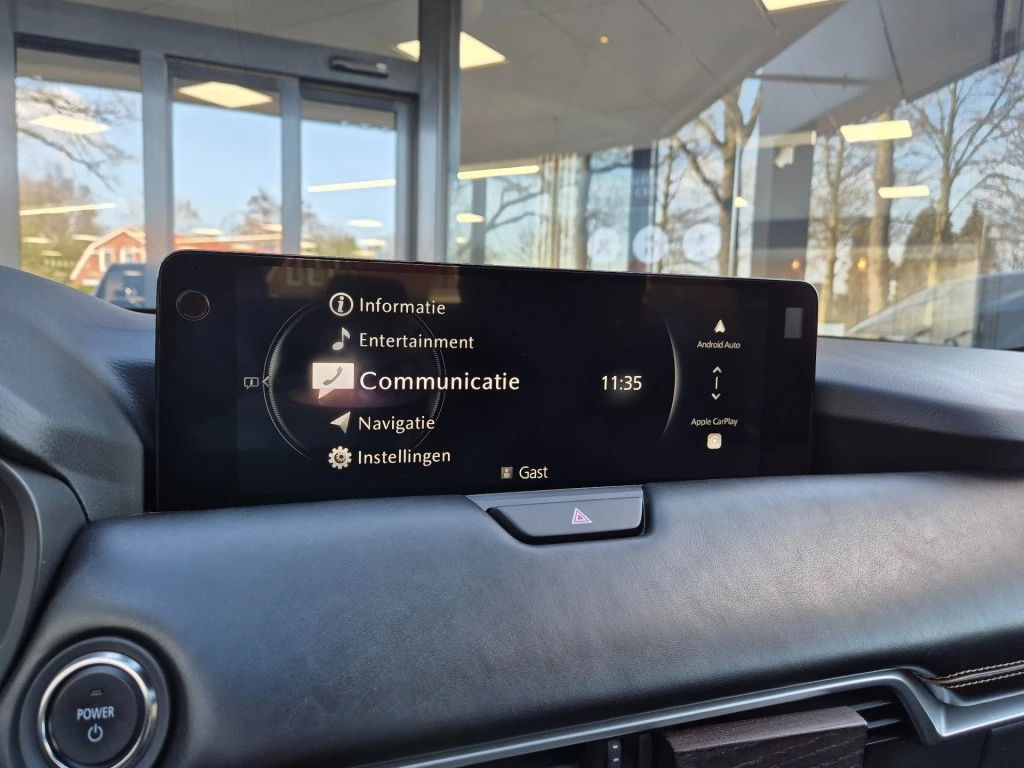 Informatie
Entertainment
Communicatie
Navigatie
Instellingen
11:35
Gast
Android Auto
Apple CarPlay
POWER